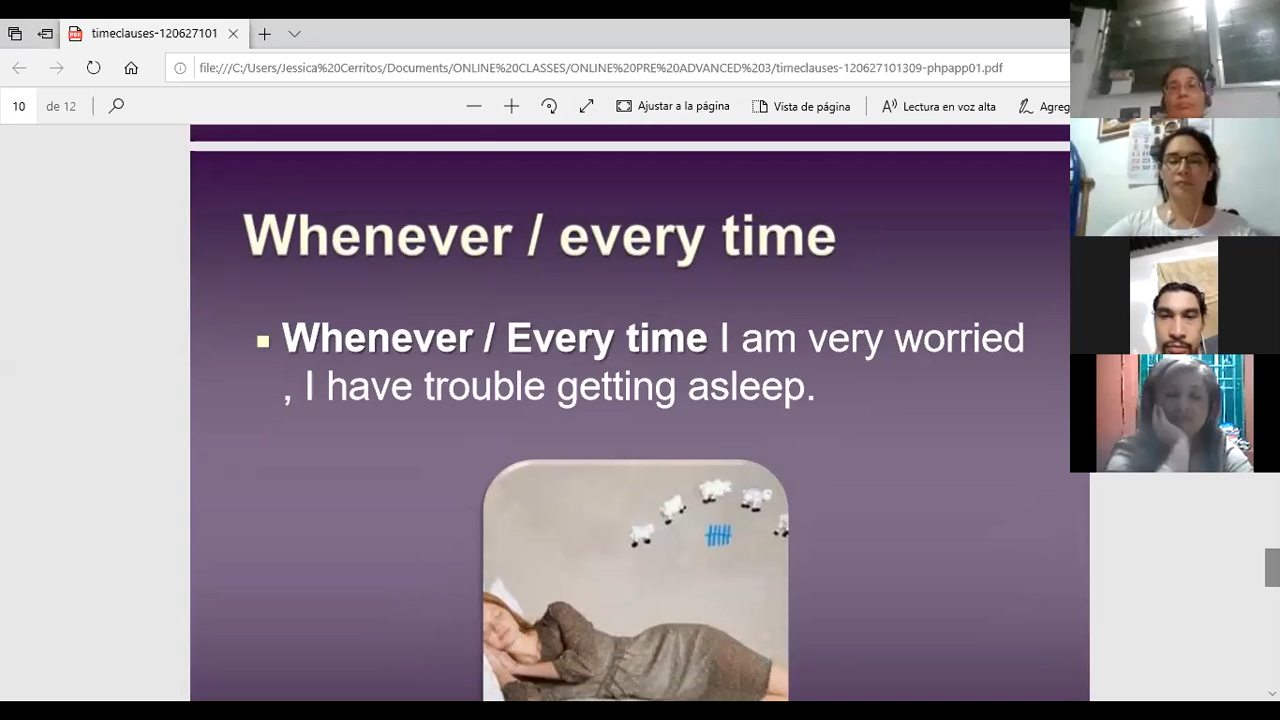 timeclauses-120627101
file:///C:/Users/Jessica%20Cerritos/Documents/ONLINE%20CLASSES/ONLINE%20PRE%20ADVANCED%203/timeclauses-120627101309-phpapp01.pdf
10 de 12
Ajustar a la página
Vista de página
Lectura en voz alta
Agreg
Whenever / every time
Whenever / Every time I am very worried
, I have trouble getting asleep.